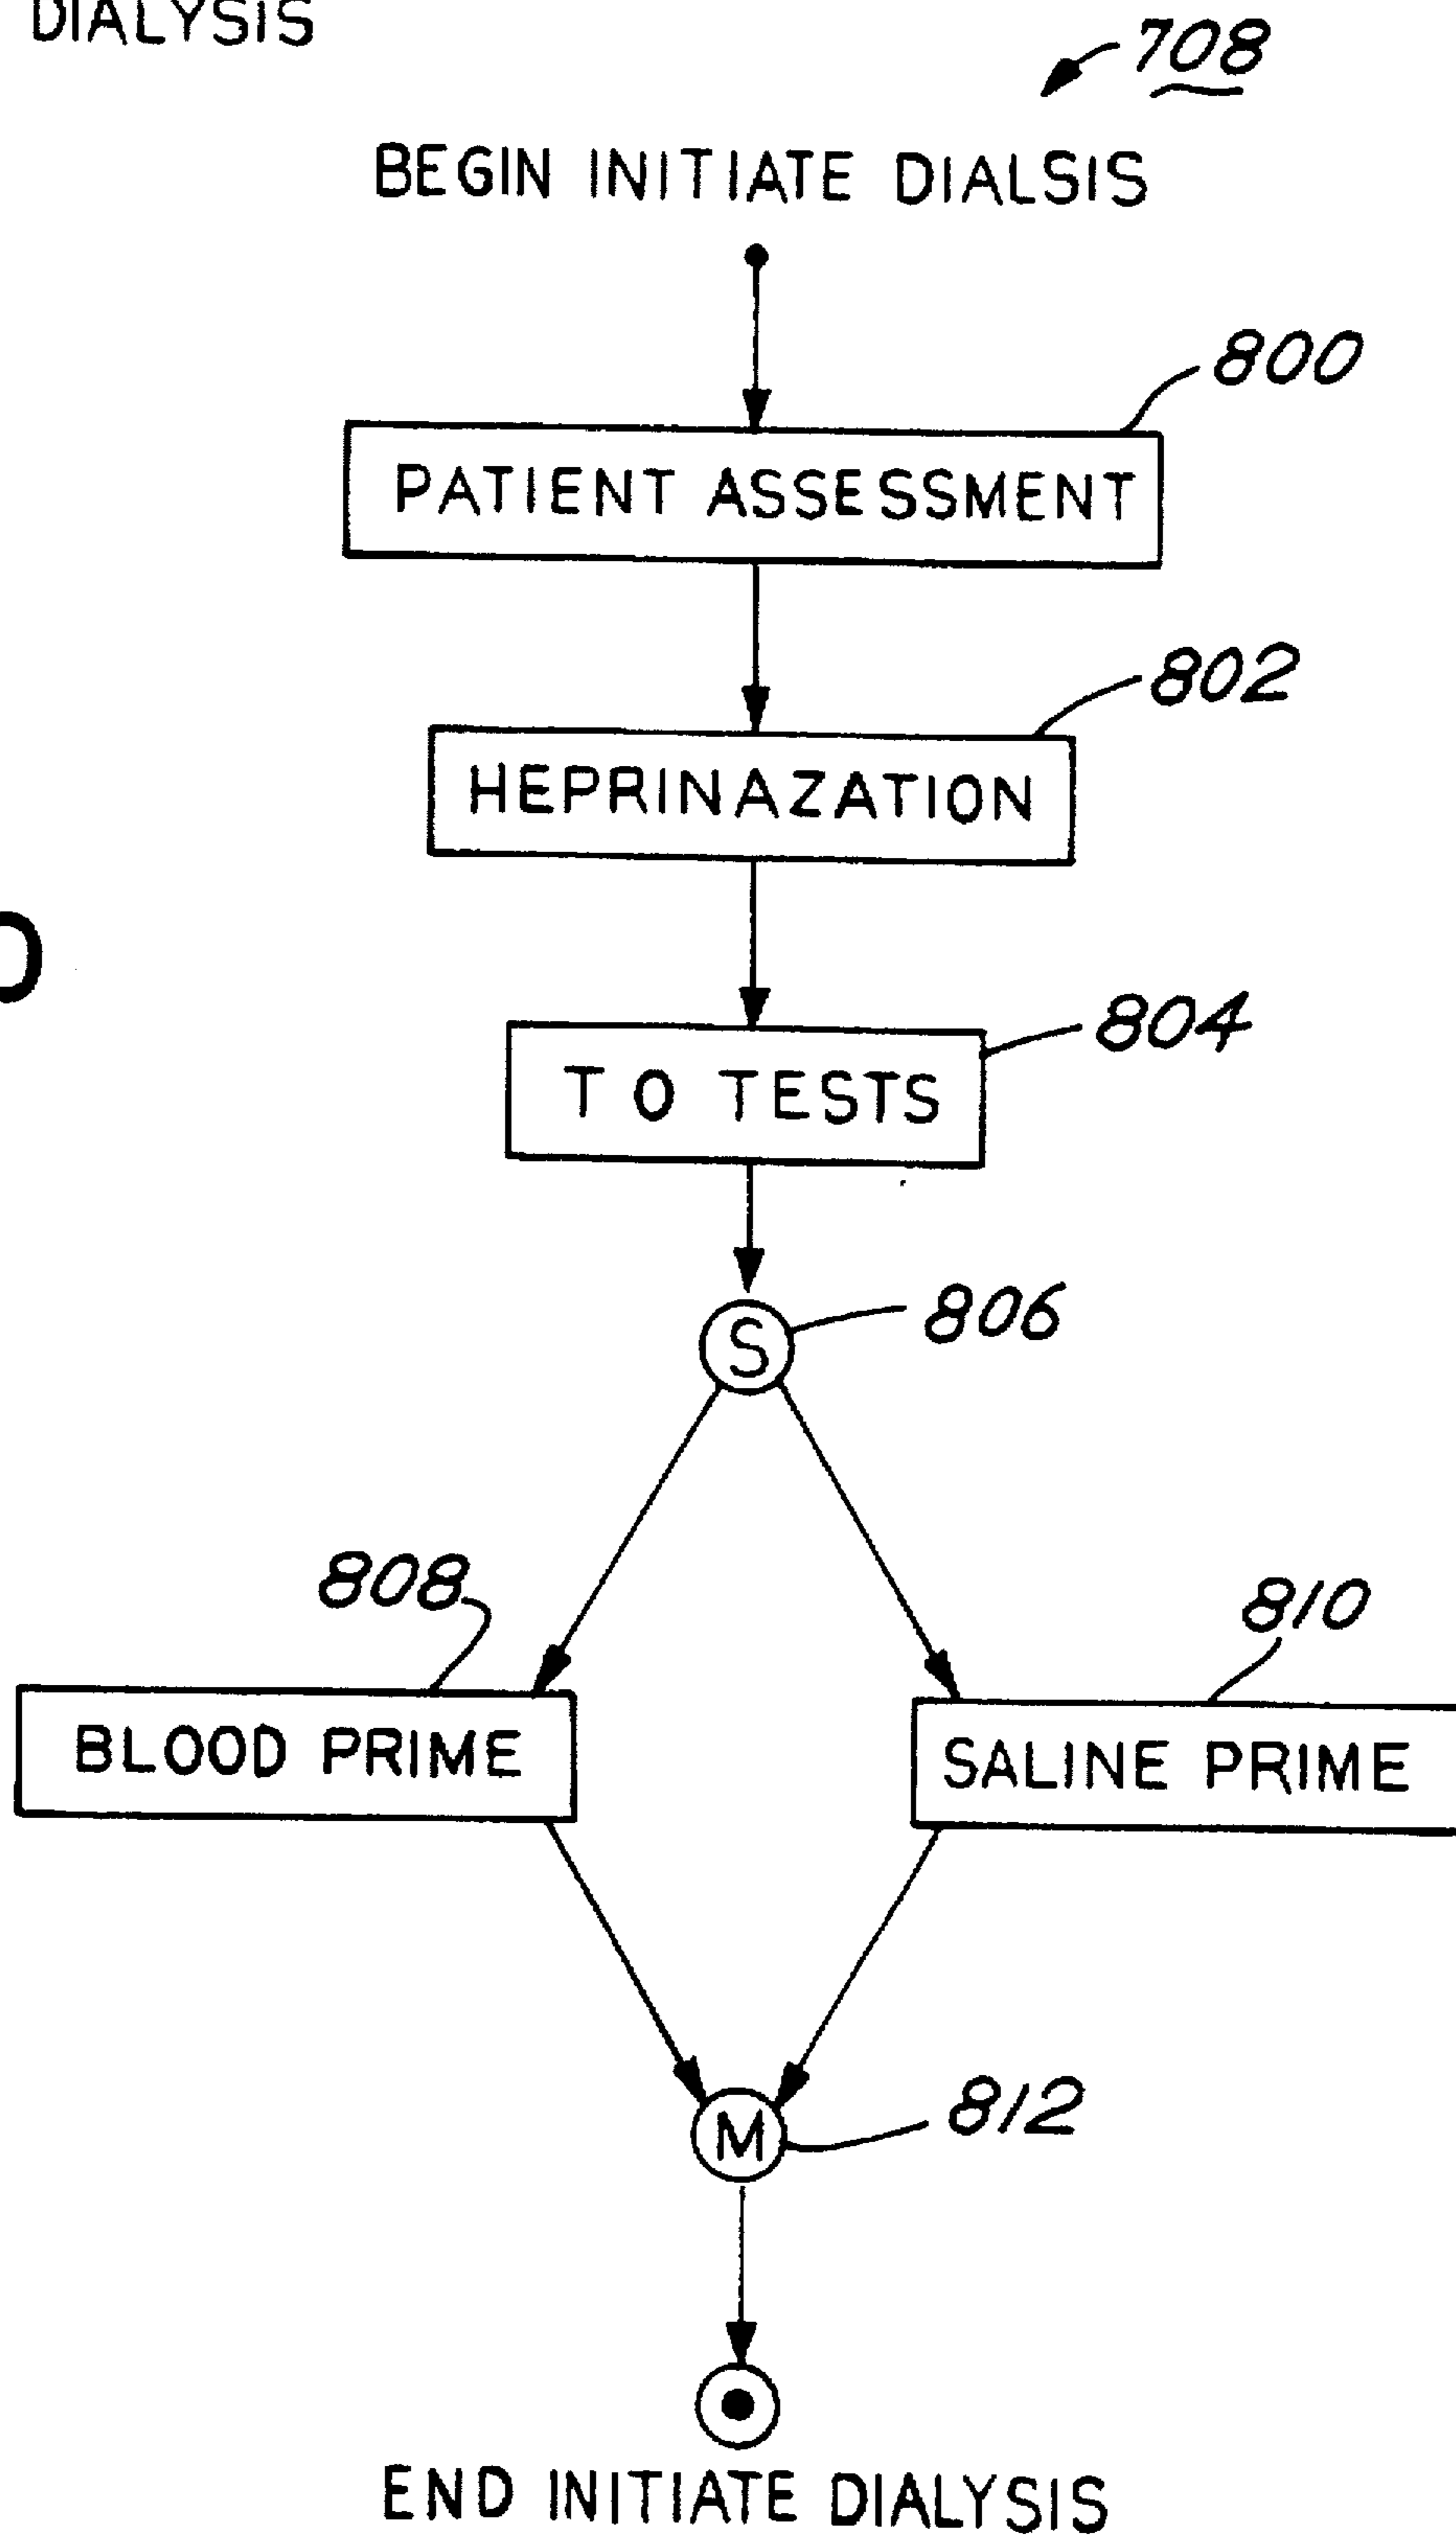 DIALYSIS
708
BEGIN INITIATE DIALSIS
800
PATIENT ASSESSMENT
802
HEPRINAZATION
804
TO TESTS
806
S
808
810
BLOOD PRIME
SALINE PRIME
812
M
END INITIATE DIALYSIS